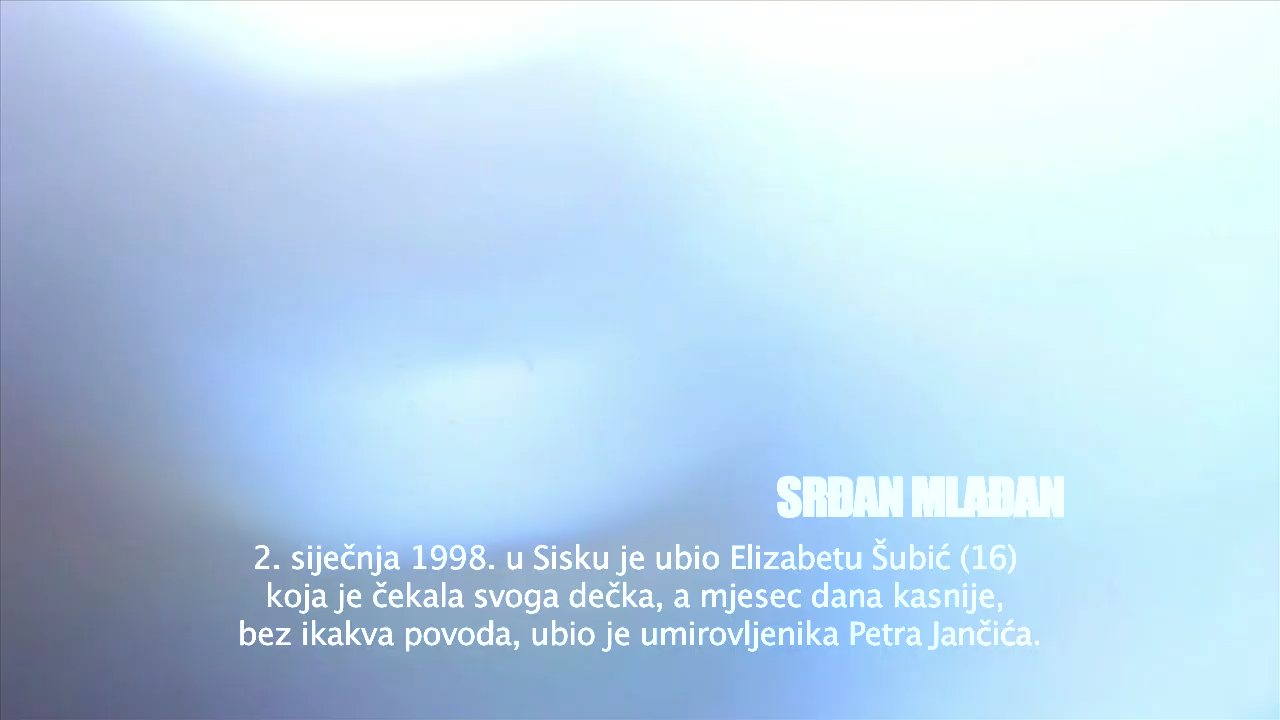 SRĐAN MLAĐAN
2. siječnja 1998. u Sisku je ubio Elizabetu Šubić (16)
koja je čekala svoga dečka, a mjesec dana kasnije,
bez ikakva povoda, ubio je umirovljenika Petra Jančića.